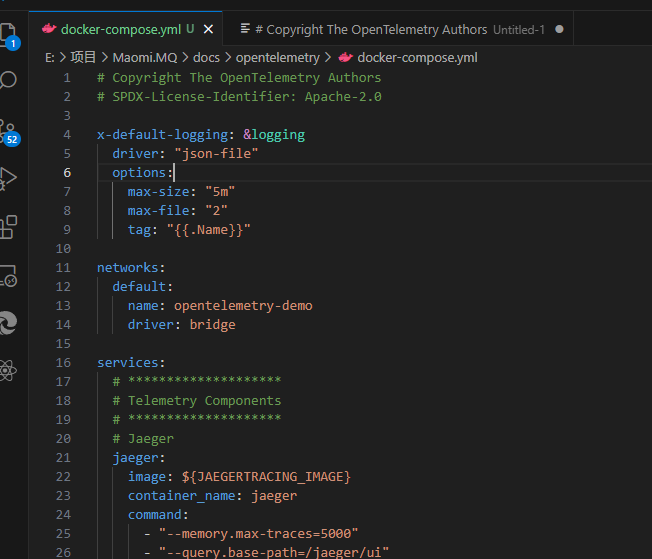 docker-compose.yml U
# Copyright The OpenTelemetry Authors Untitled-1
E: > 项目 > Maomi.MQ > docs > opentelemetry > docker-compose.yml
1
52
1 # Copyright The OpenTelemetry Authors
2 # SPDX-License-Identifier: Apache-2.0
3
4 x-default-logging: &logging
5   driver: "json-file"
6   options:
7     max-size: "5m"
8     max-file: "2"
9     tag: "{{.Name}}"
10
11 networks:
12   default:
13     name: opentelemetry-demo
14     driver: bridge
15
16 services:
17   # ********************
18   # Telemetry Components
19   # ********************
20   # Jaeger
21   jaeger:
22     image: ${JAEGERTRACING_IMAGE}
23     container_name: jaeger
24     command:
25       - "--memory.max-traces=5000"
26       - "--query.base-path=/jaeger/ui"